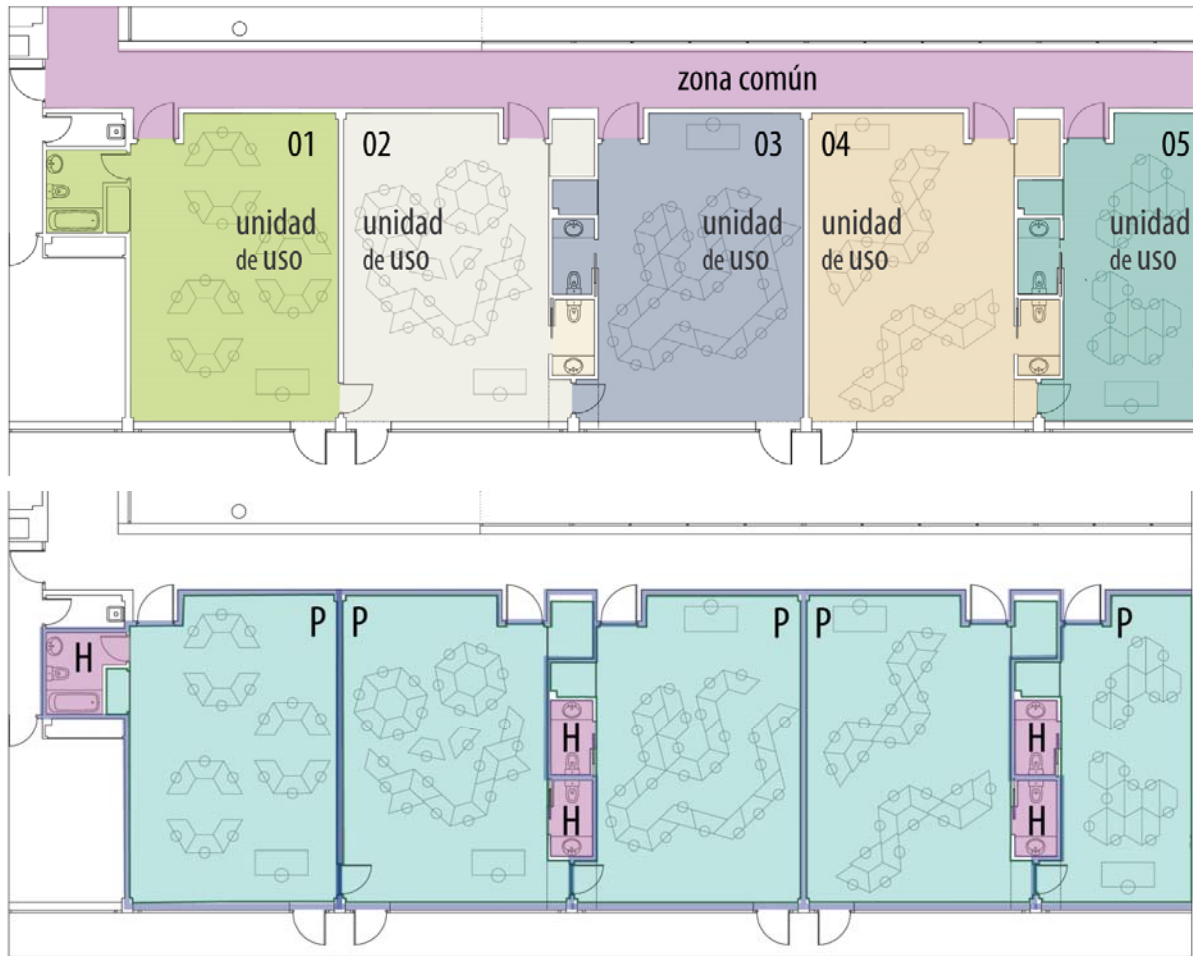 zona común
01
02
03
04
05
unidad
de uso
unidad
de uso
unidad
de uso
unidad
de uso
unidad
de uso
P
P
P
P
P
H
H
H
H
H